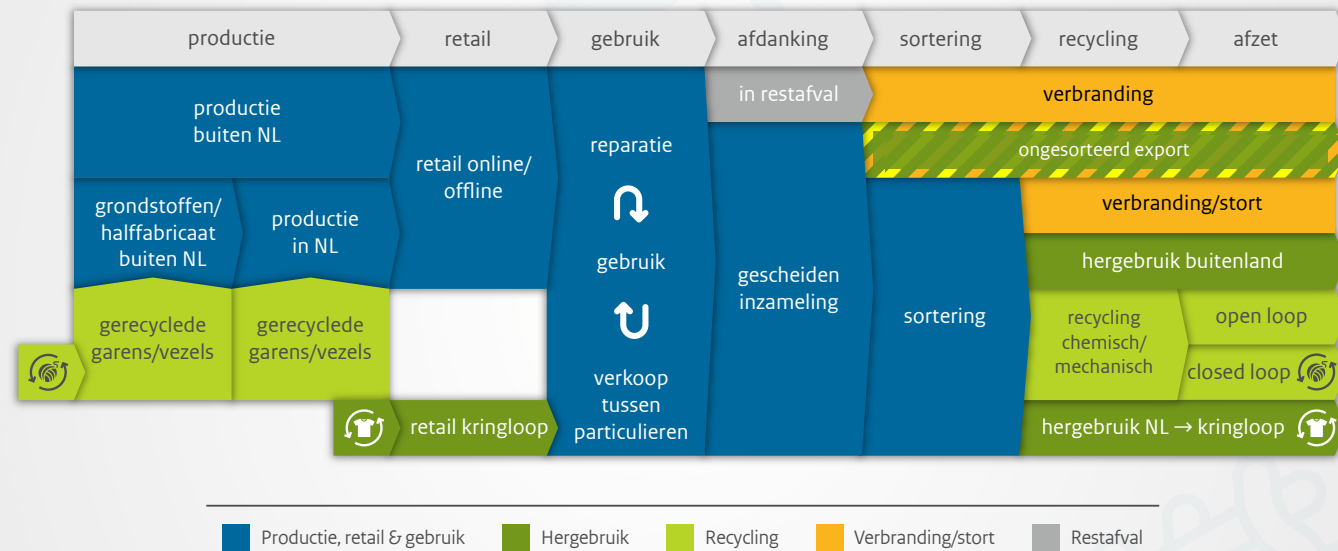 productie
retail
gebruik
afdanking
sortering
recycling
afzet
productie
buiten NL
retail online/
offline
reparatie
gebruik
verkoop
tussen
particulieren
in restafval
verbranding
ongesorteerd export
grondstoffen/
halffabricaat
buiten NL
productie
in NL
gescheiden
inzameling
sortering
verbranding/stort
hergebruik buitenland
gerecyclede
garens/vezels
gerecyclede
garens/vezels
recycling
chemisch/
mechanisch
open loop
closed loop
retail kringloop
hergebruik NL → kringloop
Productie, retail & gebruik
Hergebruik
Recycling
Verbranding/stort
Restafval